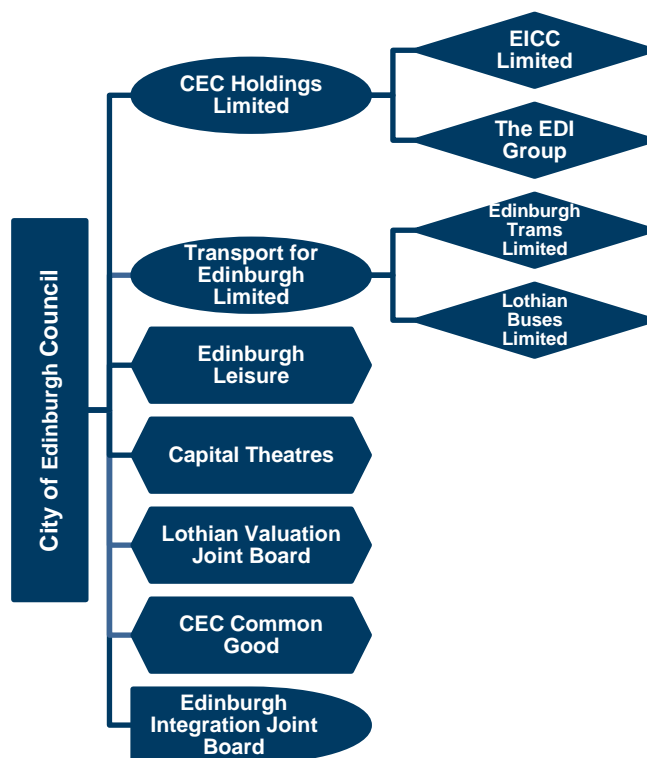 City of Edinburgh Council
CEC Holdings
Limited
EICC
Limited
The EDI
Group
Transport for
Edinburgh
Limited
Edinburgh
Trams
Limited
Lothian
Buses
Limited
Edinburgh
Leisure
Capital Theatres
Lothian Valuation
Joint Board
CEC Common
Good
Edinburgh
Integration Joint
Board